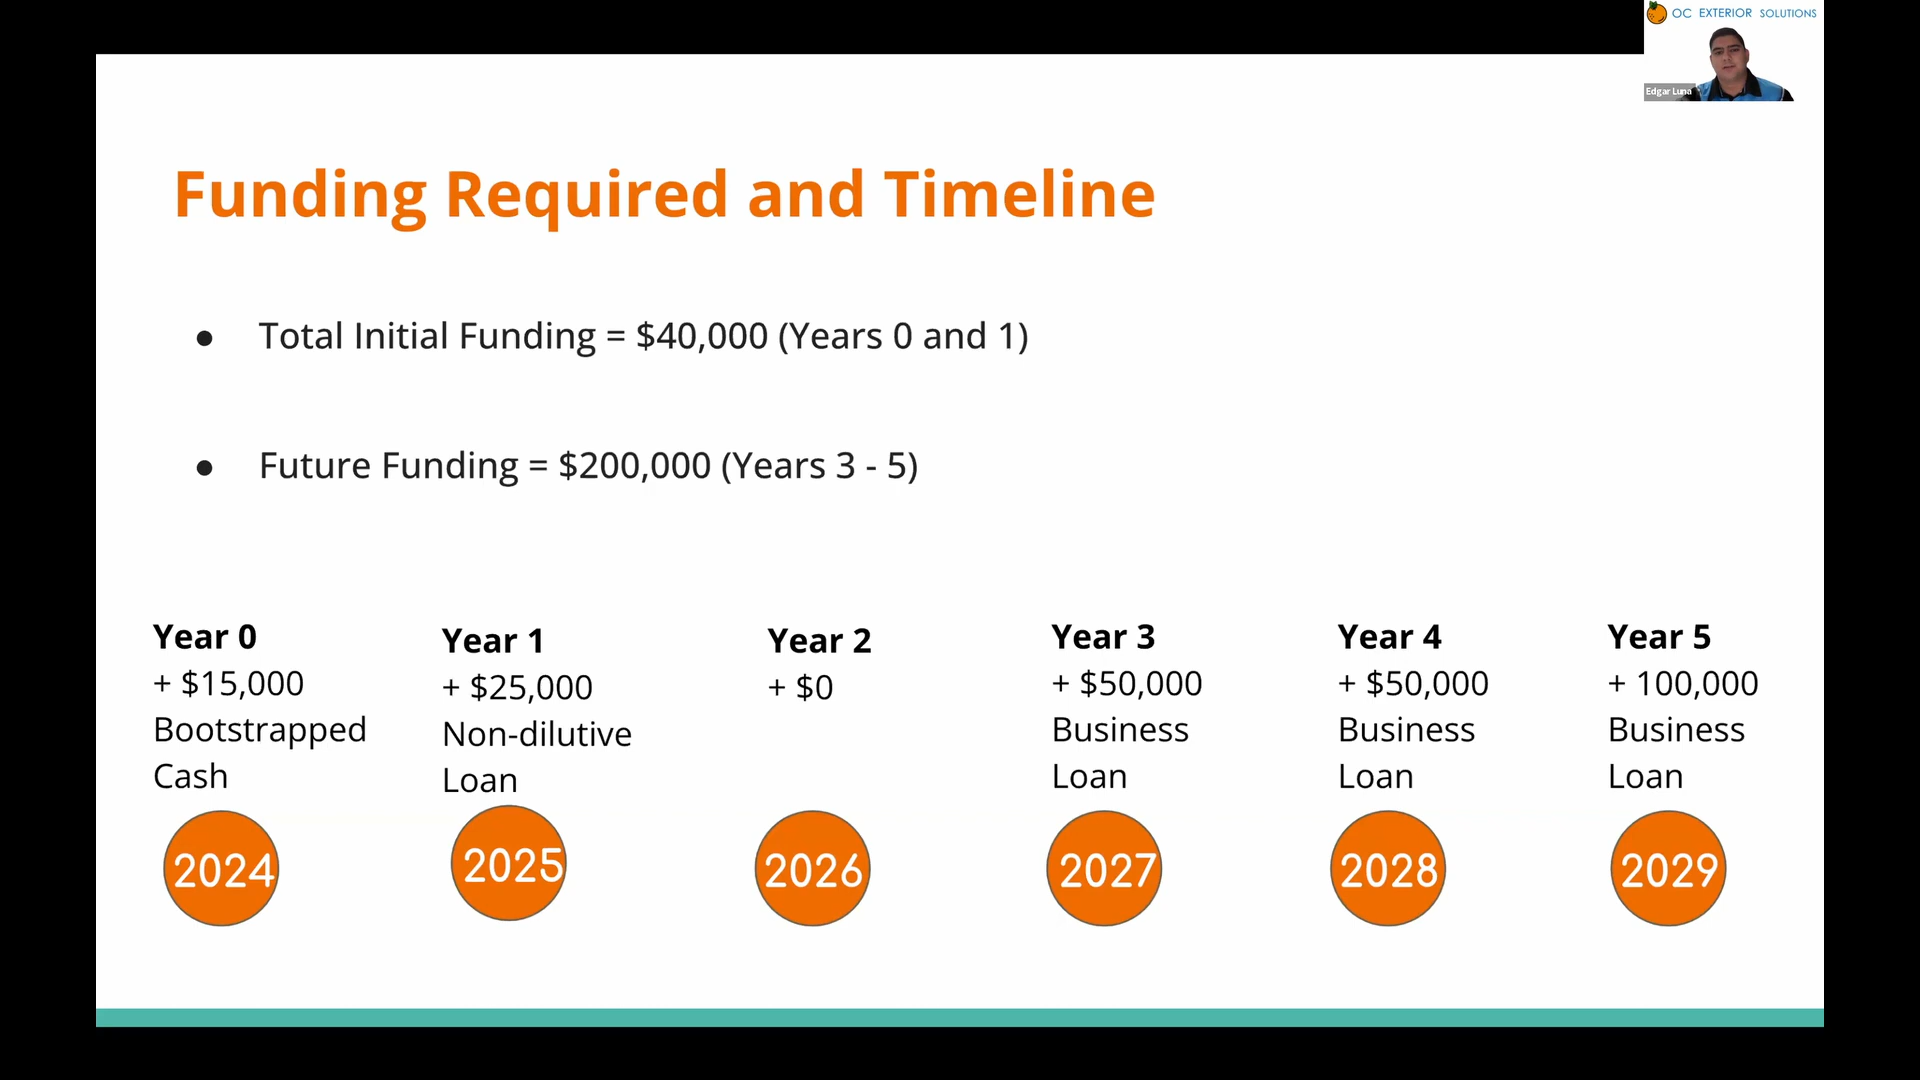 OC EXTERIOR SOLUTIONS
Edgar Luna
Funding Required and Timeline
● Total Initial Funding = $40,000 (Years 0 and 1)
● Future Funding = $200,000 (Years 3 - 5)
Year 0
+ $15,000
Bootstrapped
Cash
2024
Year 1
+ $25,000
Non-dilutive
Loan
2025
Year 2
+ $0
2026
Year 3
+ $50,000
Business
Loan
2027
Year 4
+ $50,000
Business
Loan
2028
Year 5
+ 100,000
Business
Loan
2029